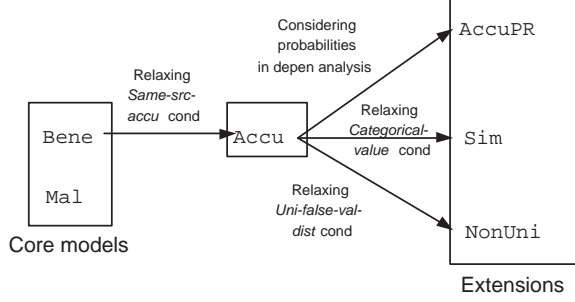 Considering
probabilities
in depen analysis
AccuPR
Relaxing
Same-src-
accu cond
Relaxing
Categorical-
value cond
Bene
Accu
Sim
Mal
Relaxing
Uni-false-val-
dist cond
NonUni
Core models
Extensions